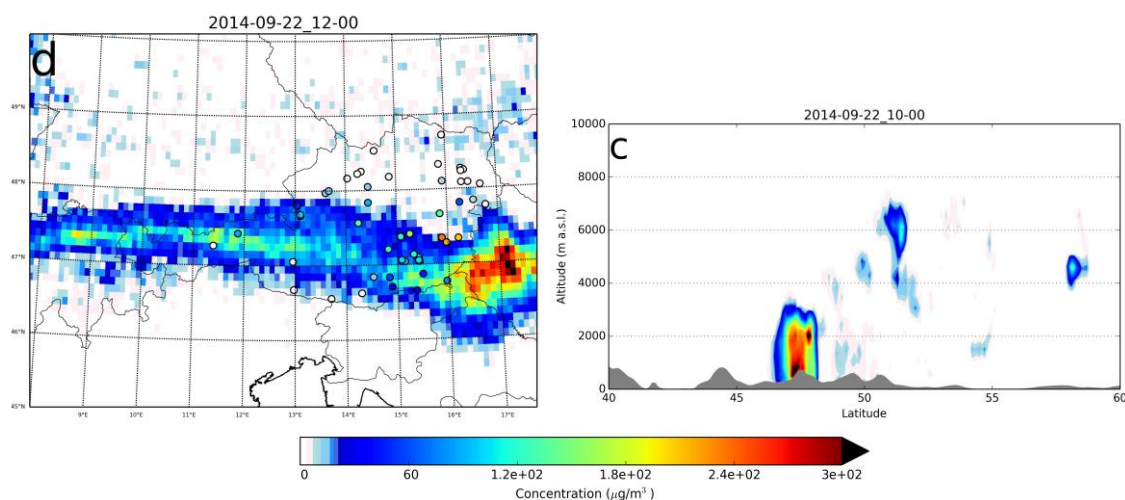 2014-09-22_12-00
d
49°N
48°N
47°N
46°N
45°N
9°E 10°E 11°E 12°E 13°E 14°E 15°E 16°E 17°E
2014-09-22_10-00
c
10000
8000
6000
4000
2000
0
Altitude (m a.s.l.)
40 45 50 55 60
Latitude
0 60 1.2e+02 1.8e+02 2.4e+02 3e+02
Concentration (μg/m³ )